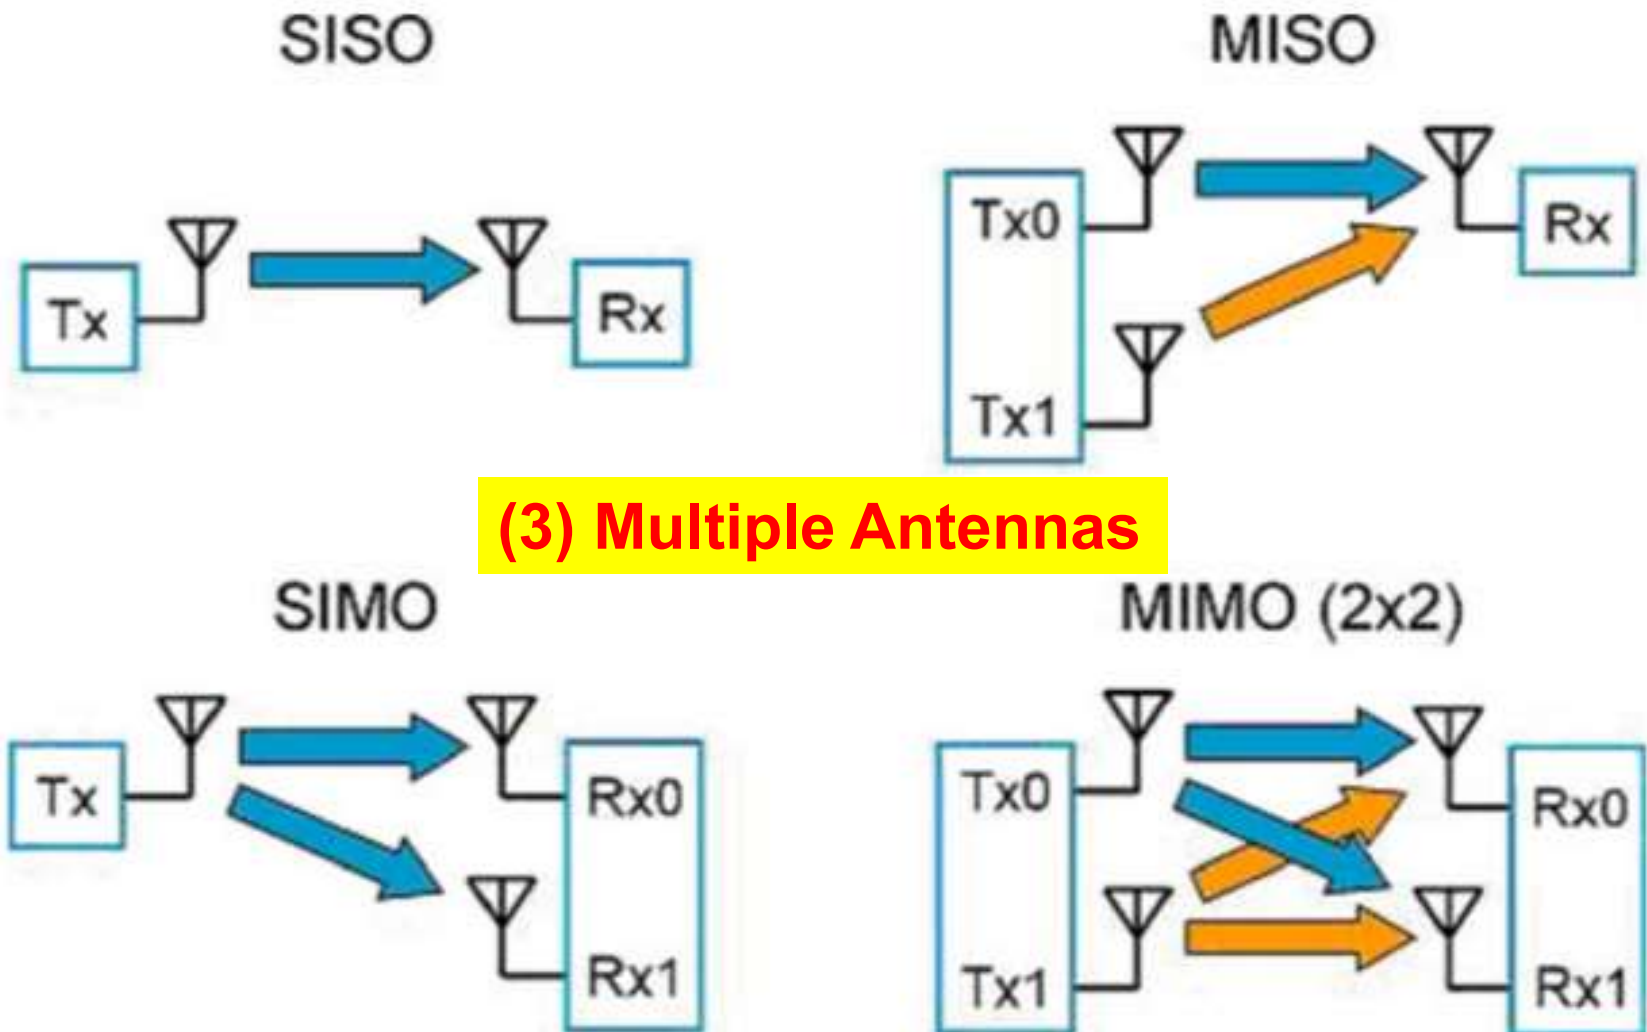 SISO
MISO
Tx
Rx
Tx0
Tx1
Rx
(3) Multiple Antennas
SIMO
MIMO (2x2)
Tx
Rx0
Rx1
Tx0
Tx1
Rx0
Rx1